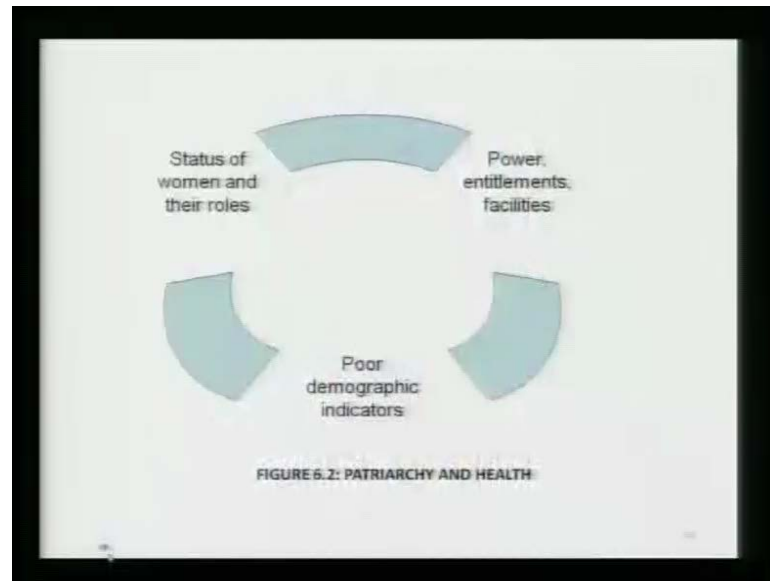 Status of
women and
their roles
Power,
entitlements,
facilities
Poor
demographic
indicators
FIGURE 6.2: PATRIARCHY AND HEALTH